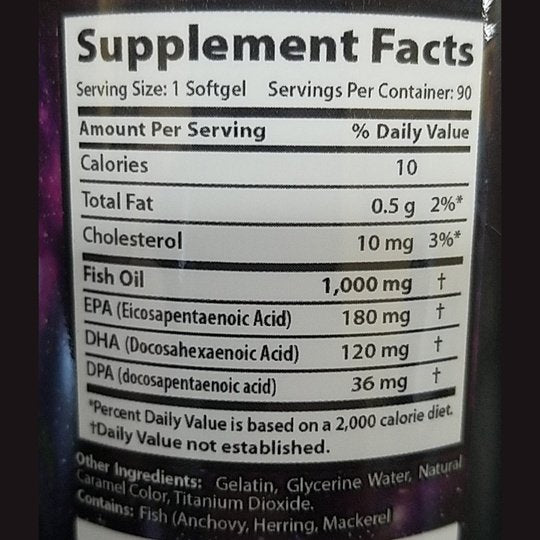 Supplement Facts
Serving Size: 1 Softgel Servings Per Container: 90
Amount Per Serving % Daily Value
Calories 10
Total Fat 0.5 g 2%*
Cholesterol 10 mg 3%*
Fish Oil 1,000 mg †
EPA (Eicosapentaenoic Acid) 180 mg †
DHA (Docosahexaenoic Acid) 120 mg †
DPA (docosapentaenoic acid) 36 mg †
*Percent Daily Value is based on a 2,000 calorie diet.
†Daily Value not established.
Other Ingredients: Gelatin, Glycerine Water, Natural
Caramel Color, Titanium Dioxide.
Contains: Fish (Anchovy, Herring, Mackerel